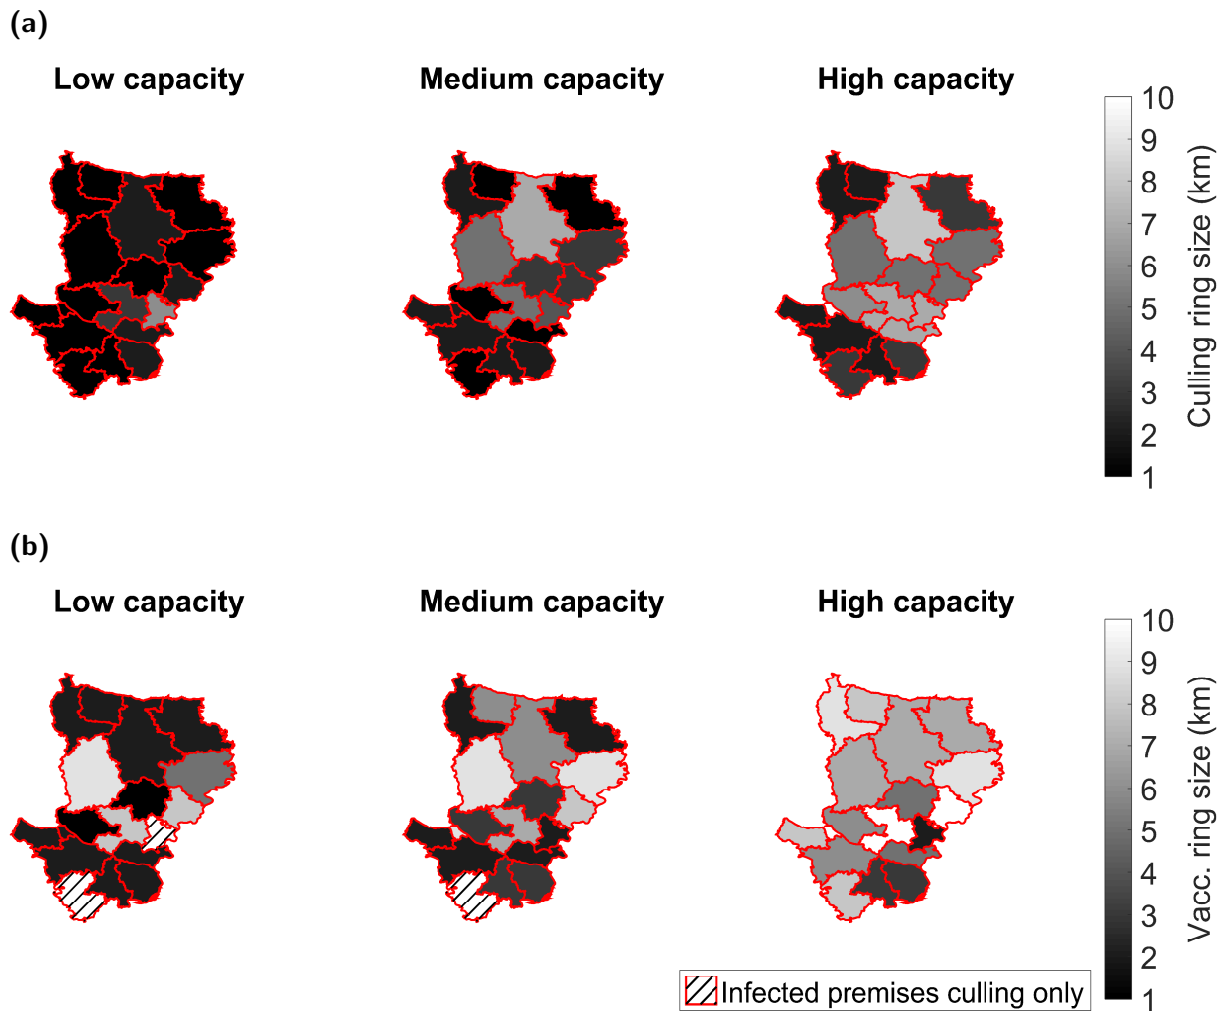 (a)
Low capacity
Medium capacity
High capacity
10
9
8
7
6
5
4
3
2
1
Culling ring size (km)
(b)
Low capacity
Medium capacity
High capacity
10
9
8
7
6
5
4
3
2
1
Vacc. ring size (km)
Infected premises culling only